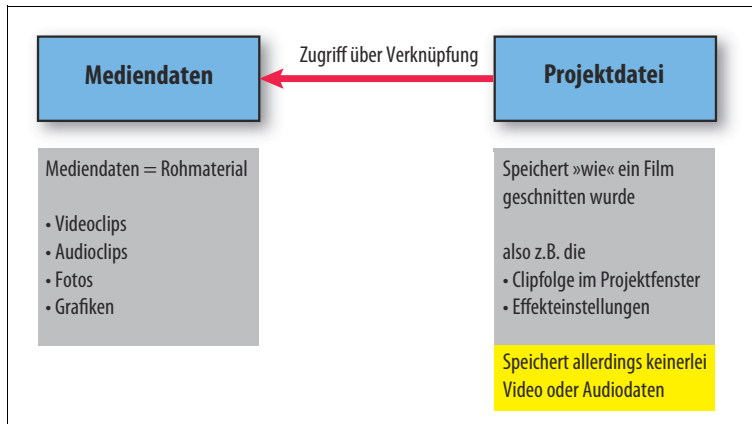 Mediendaten
Zugriff über Verknüpfung
Projektdatei
Mediendaten = Rohmaterial
• Videoclips
• Audioclips
• Fotos
• Grafiken
Speichert »wie« ein Film
geschnitten wurde
also z.B. die
• Clipfolge im Projektfenster
• Effekteinstellungen
Speichert allerdings keinerlei
Video oder Audiodaten